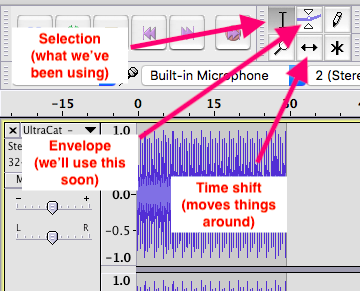 Selection
(what we've
been using)
Built-in Microphone
2 (Stere
-15
0
15
30
45
UltraCat -
1.0
Ste
32-
M
Envelope
(we'll use this
soon)
0.0-
-0.5-
-1.0
- +
L R
Time shift
(moves things
around)
1.0